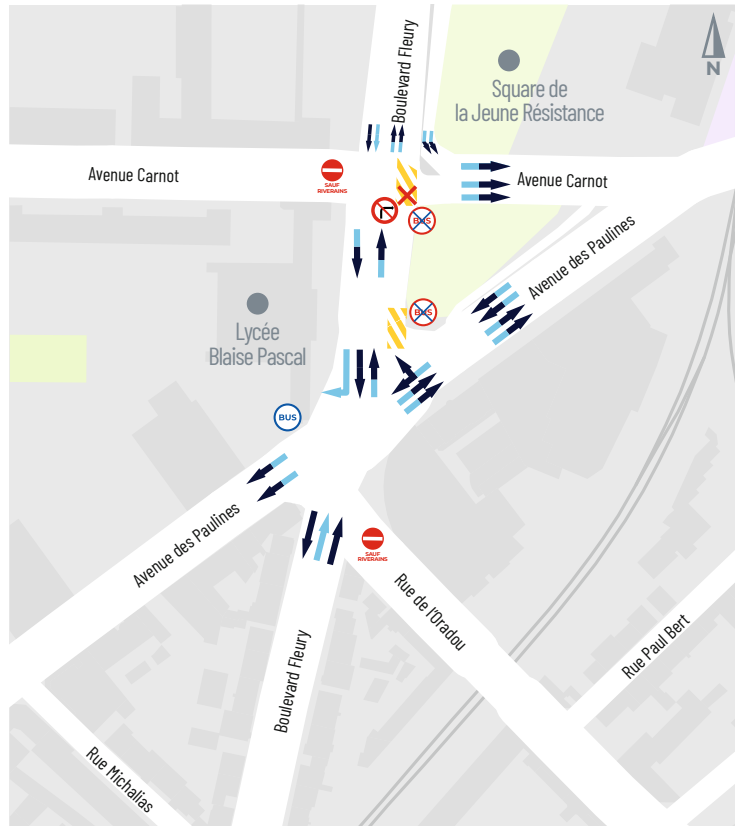 Boulevard Fleury
N
Square de
la Jeune Résistance
Avenue Carnot
SAUF
RIVERAINS
Avenue Carnot
BUS
Avenue des Paulines
BUS
Lycée
Blaise Pascal
BUS
Avenue des Paulines
SAUF
RIVERAINS
Rue de l'Oradou
Rue Paul Bert
Boulevard Fleury
Rue Michalias